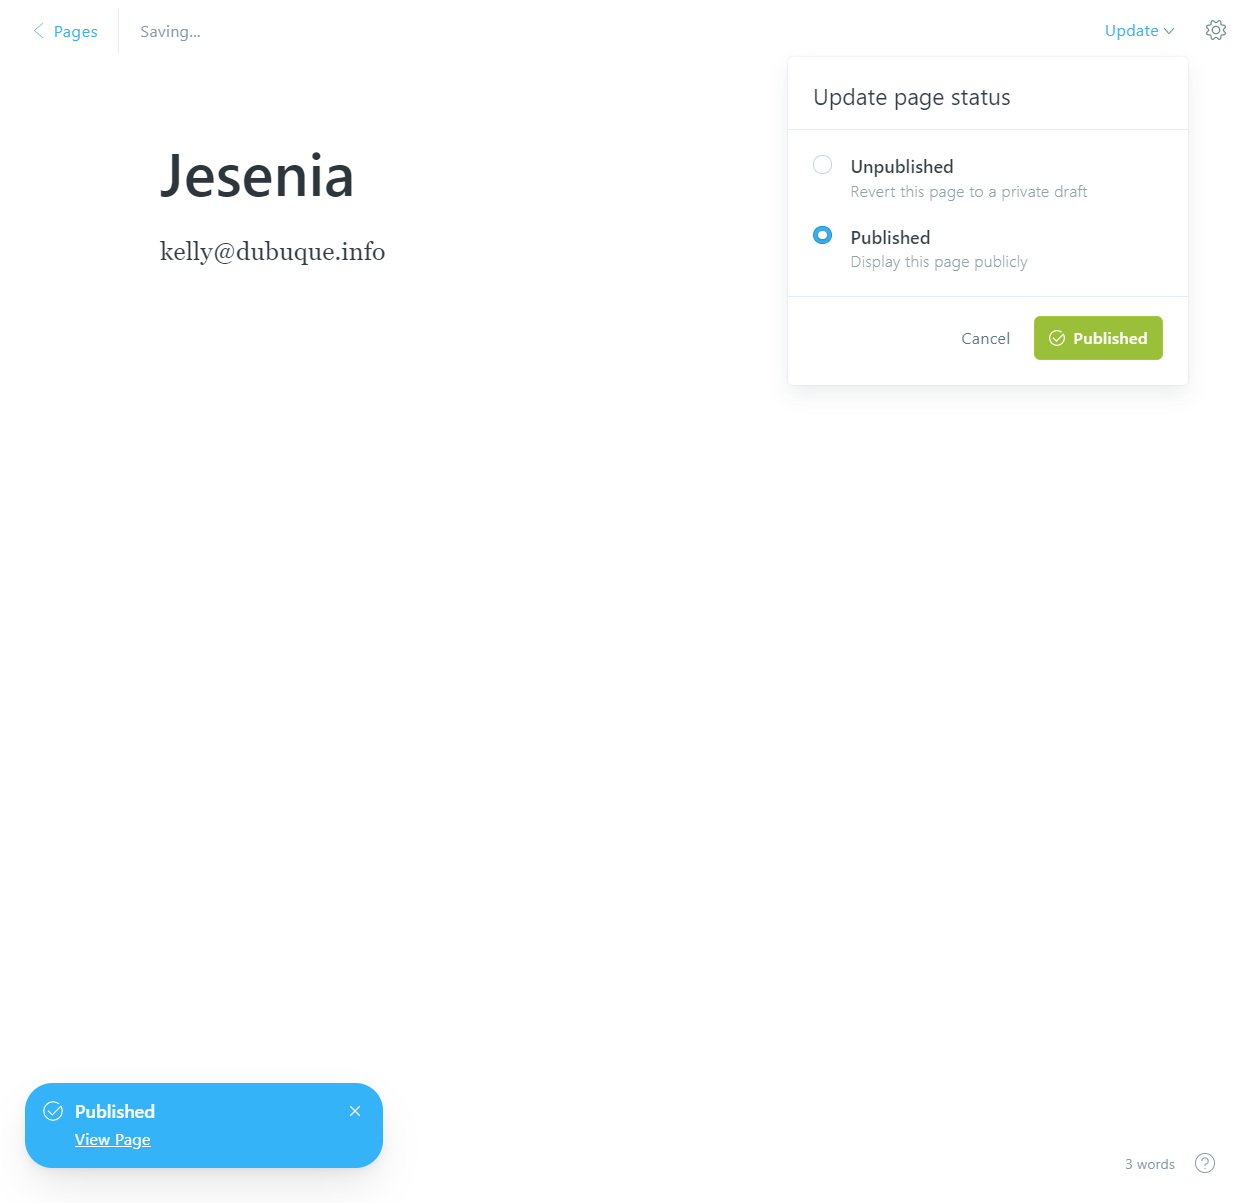 Pages
Saving...
Update
Update page status
Unpublished
Revert this page to a private draft
Published
Display this page publicly
Cancel
Published
Jesenia
kelly@dubuque.info
Published
View Page
3 words
?